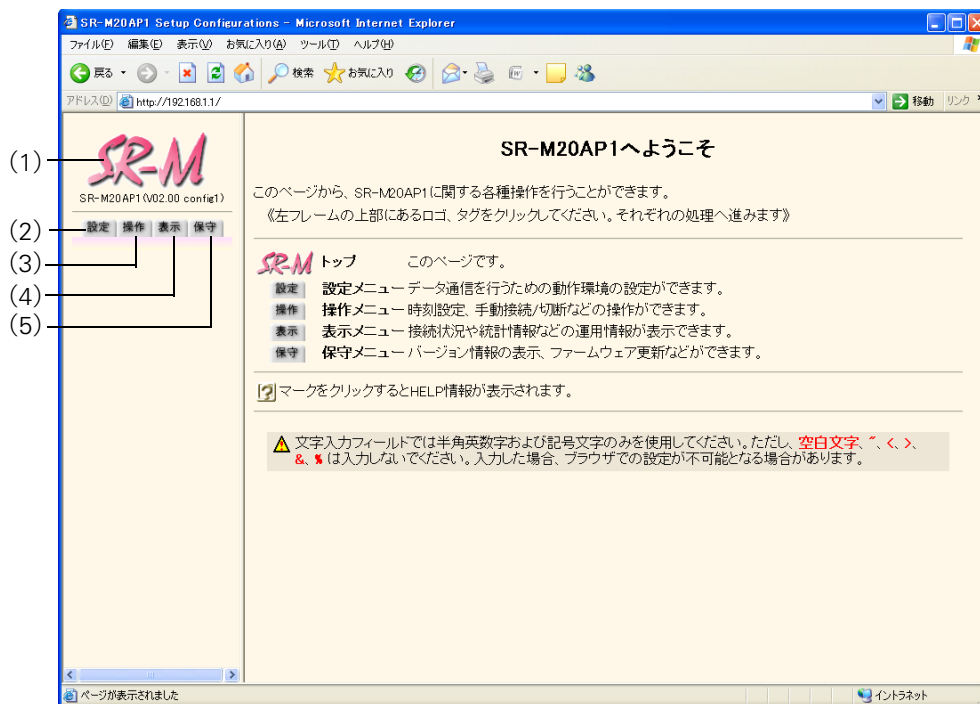 SR-M20AP1 Setup Configurations - Microsoft Internet Explorer
ファイル(F) 編集(E) 表示(V) お気に入り(A) ツール(T) ヘルプ(H)
戻る 検索 お気に入り
アドレス(D) http://192.168.1.1/ 移動 リンク
(1)
(2)
(3)
(4)
(5)
SR-M
SR-M20AP1(V02.00 config1)
設定 操作 表示 保守
SR-M20AP1へようこそ
このページから、SR-M20AP1に関する各種操作を行うことができます。
《左フレームの上部にあるロゴ、タグをクリックしてください。それぞれの処理へ進みます》
SR-M トップ このページです。
設定 設定メニュー データ通信を行うための動作環境の設定ができます。
操作 操作メニュー 時刻設定、手動接続/切断などの操作ができます。
表示 表示メニュー 接続状況や統計情報などの運用情報が表示できます。
保守 保守メニュー バージョン情報の表示、ファームウェア更新などができます。
? マークをクリックするとHELP情報が表示されます。
文字入力フィールドでは半角英数字および記号文字のみを使用してください。ただし、空白文字、"、<、>、
&、% は入力しないでください。入力した場合、ブラウザでの設定が不可能となる場合があります。
ページが表示されました イントラネット